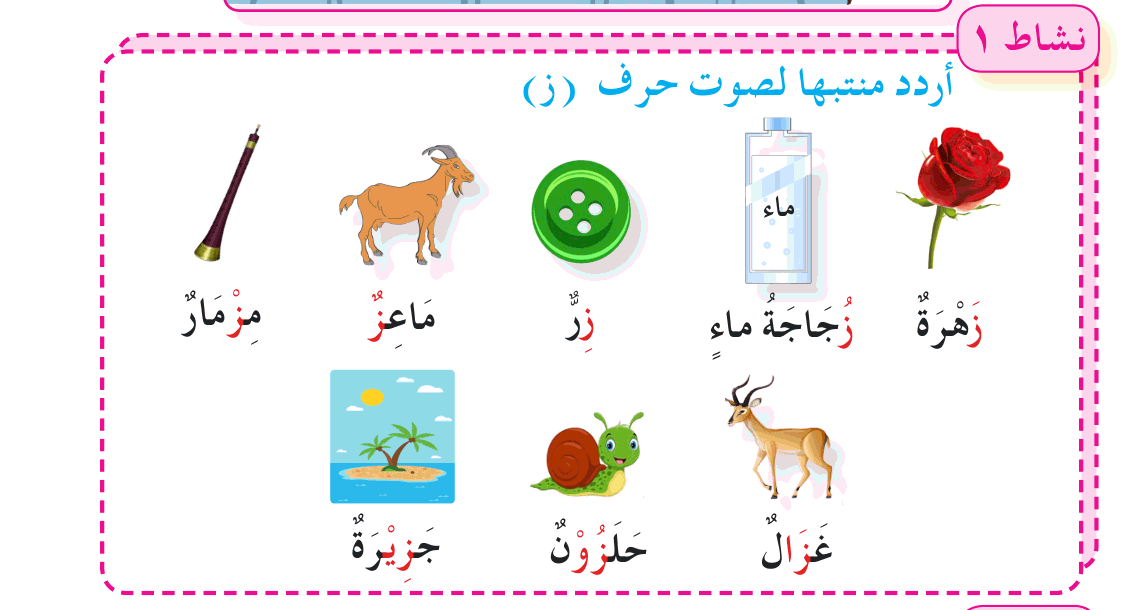 نشاط ١
أردد منتبها لصوت حرف (ز)
ماء
زَهْرَةٌ زُجَاجَةُ ماءٍ زِرٌّ مَاعِزٌ مِزْمَارٌ
غَزَالٌ حَلَزُوْنٌ جَزِيْرَةٌ